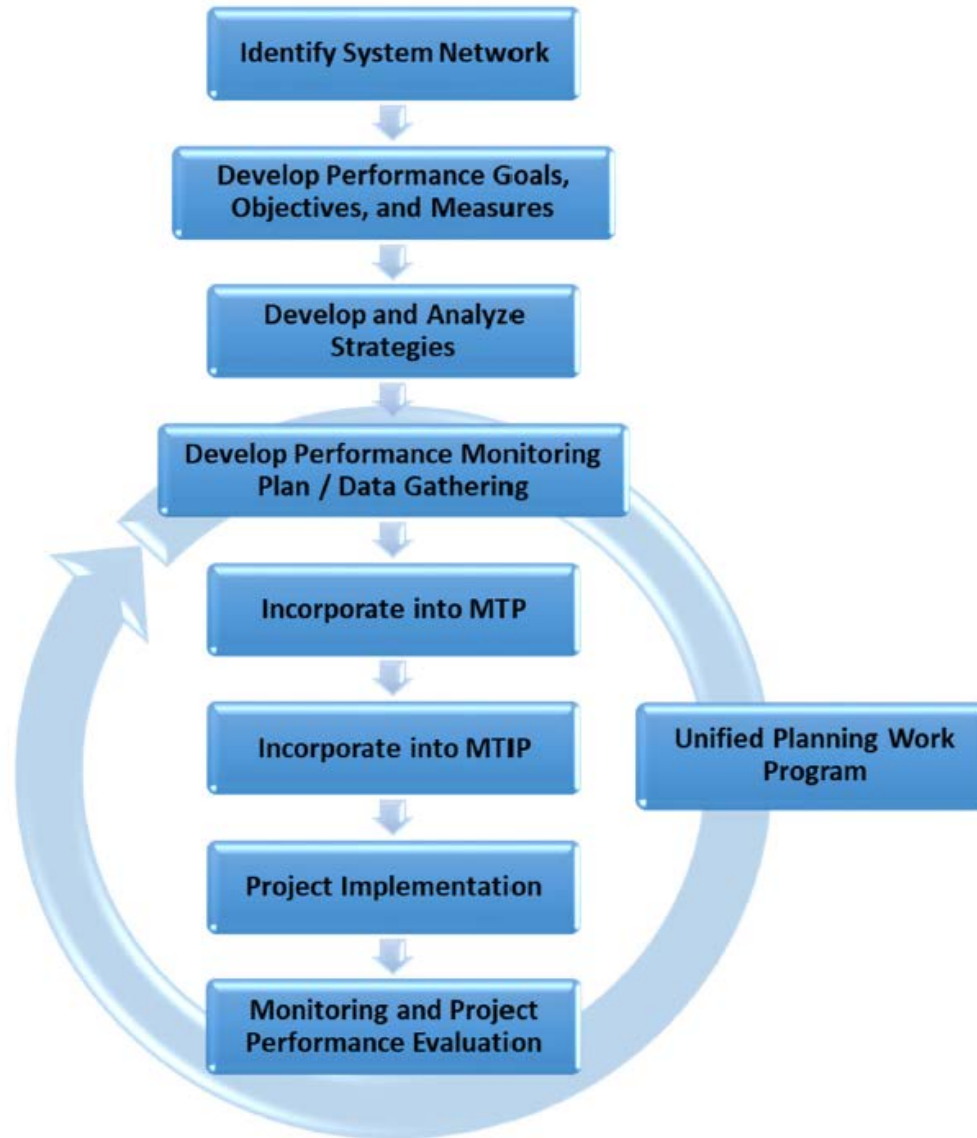 Identify System Network
Develop Performance Goals,
Objectives, and Measures
Develop and Analyze
Strategies
Develop Performance Monitoring
Plan / Data Gathering
Incorporate into MTP
Incorporate into MTIP
Unified Planning Work
Program
Project Implementation
Monitoring and Project
Performance Evaluation